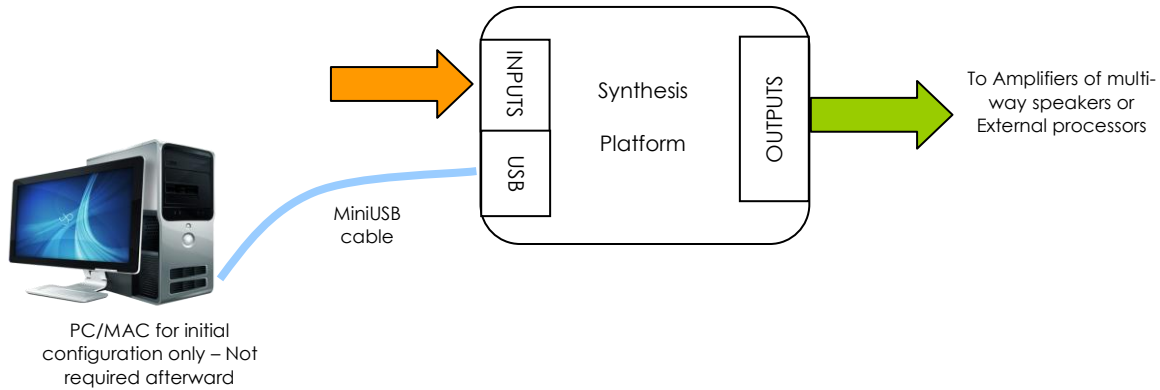 INPUTS
USB
Synthesis
Platform
OUTPUTS
To Amplifiers of multi-
way speakers or
External processors
MiniUSB
cable
PC/MAC for initial
configuration only – Not
required afterward